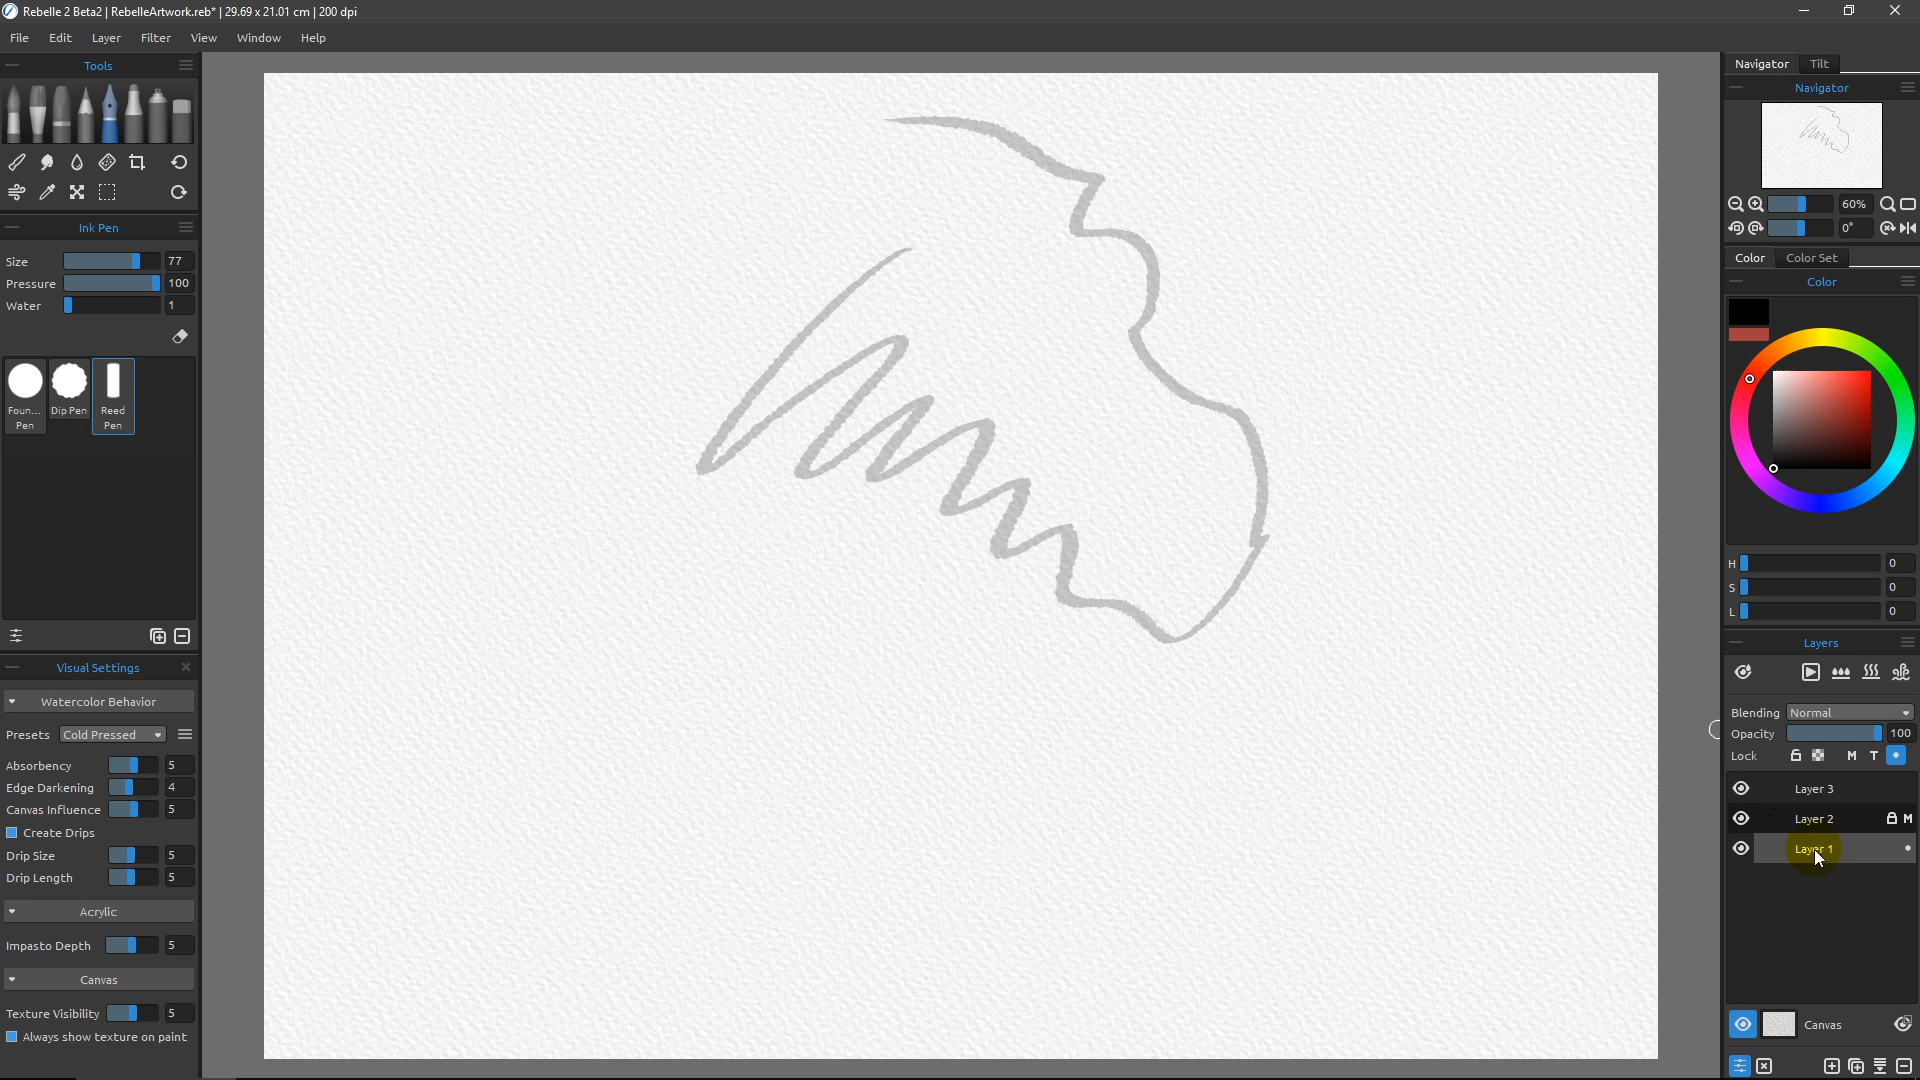 Rebelle 2 Beta2 | RebelleArtwork.reb* | 29.69 x 21.01 cm | 200 dpi
File Edit Layer Filter View Window Help
Tools
Ink Pen
Size 77
Pressure 100
Water 1
Foun... Pen
Dip Pen
Reed Pen
Visual Settings
Watercolor Behavior
Presets Cold Pressed
Absorbency 5
Edge Darkening 4
Canvas Influence 5
Create Drips
Drip Size 5
Drip Length 5
Acrylic
Impasto Depth 5
Canvas
Texture Visibility 5
Always show texture on paint
Navigator Tilt
Navigator
60%
0°
Color Color Set
Color
H 0
S 0
L 0
Layers
Blending Normal
Opacity 100
Lock M T
Layer 3
Layer 2 M
Layer 1
Canvas